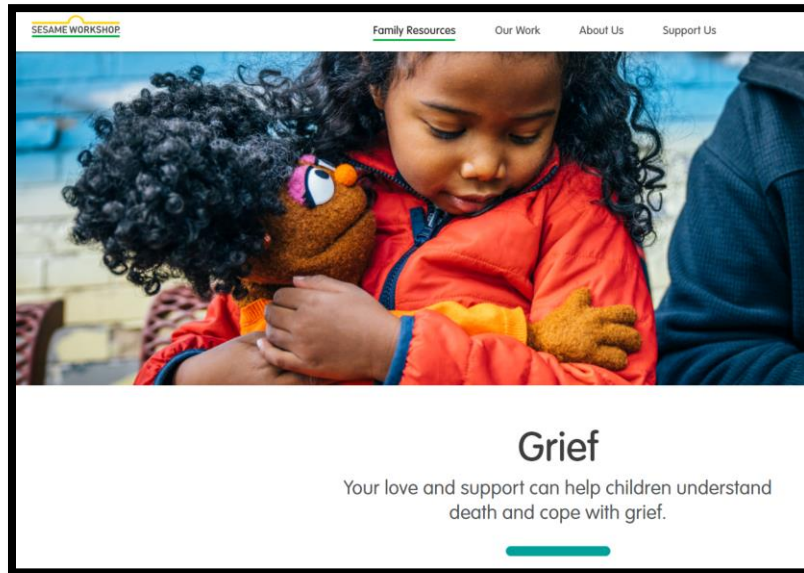 SESAME WORKSHOP.
Family Resources Our Work About Us Support Us
Grief
Your love and support can help children understand
death and cope with grief.